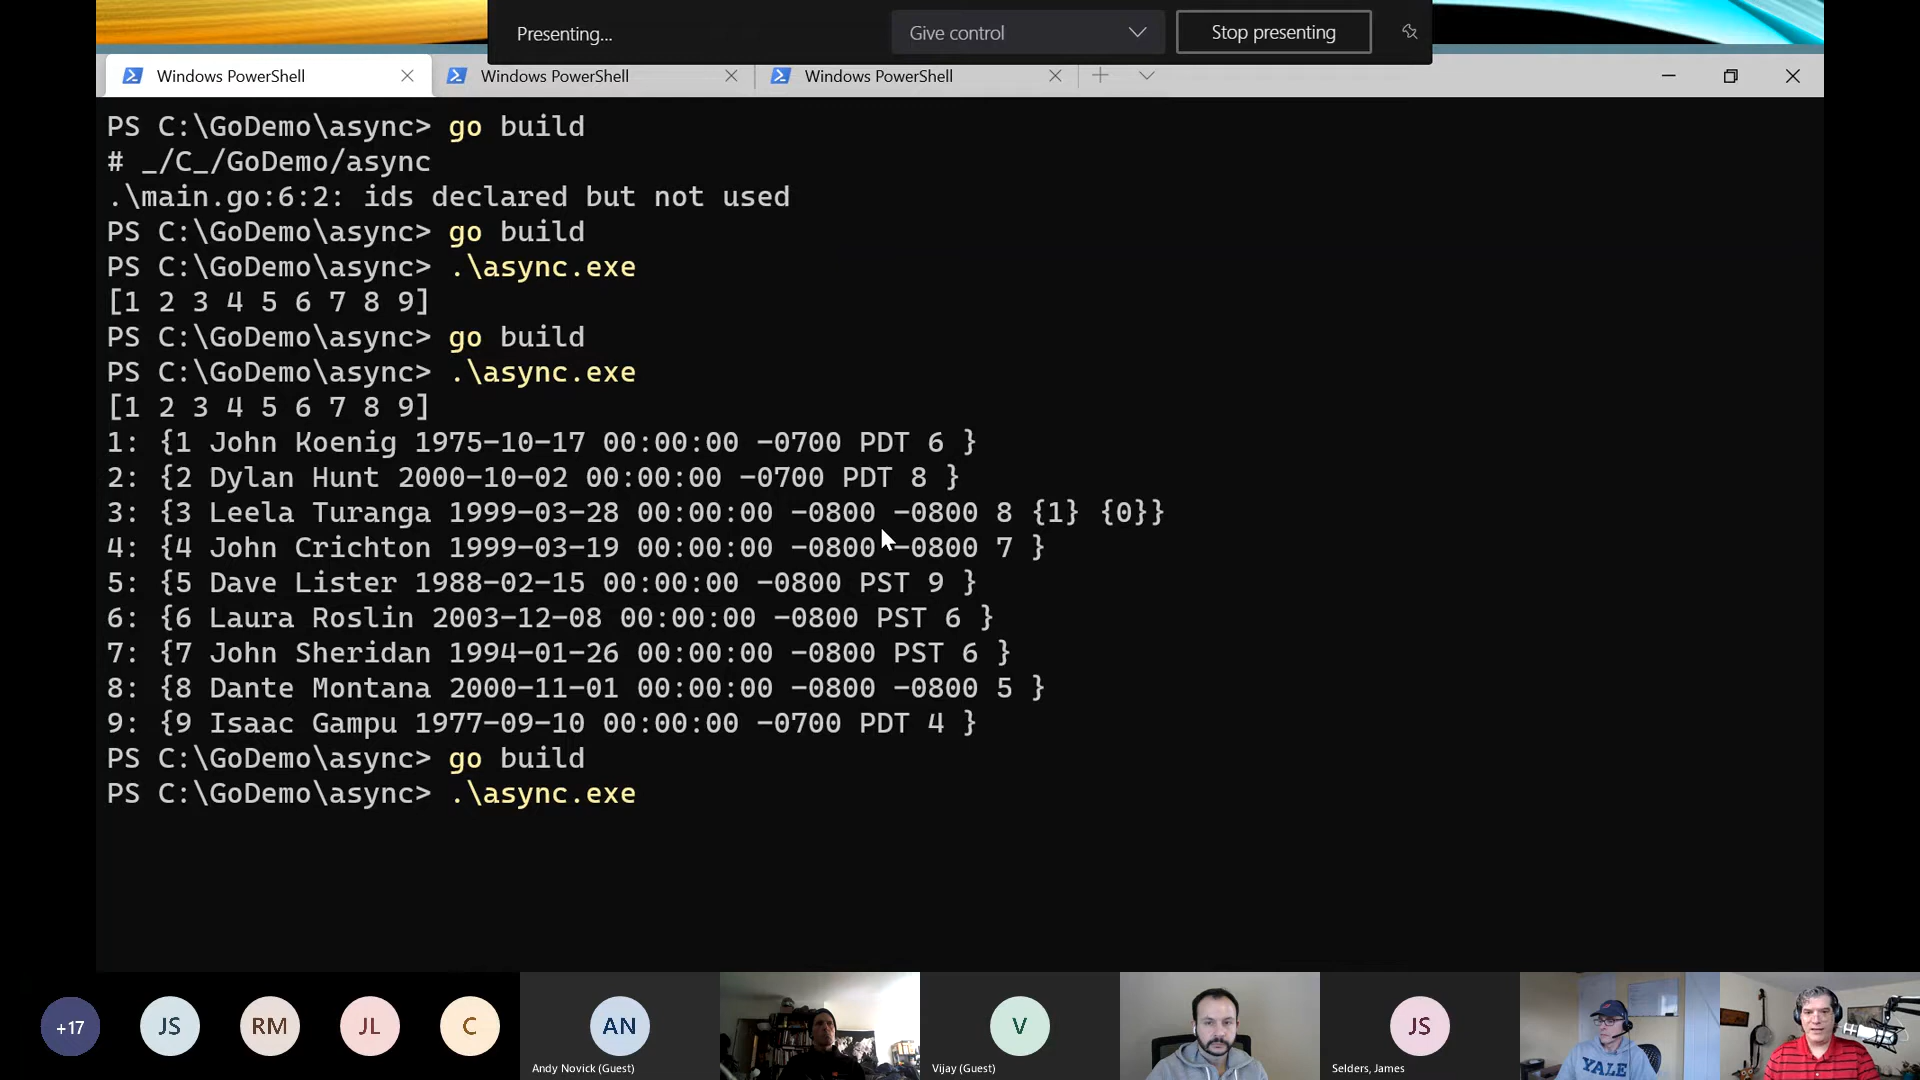 Presenting...
Give control
Stop presenting
Windows PowerShell
Windows PowerShell
Windows PowerShell
PS C:\GoDemo\async> go build
# _/C_/GoDemo/async
.\main.go:6:2: ids declared but not used
PS C:\GoDemo\async> go build
PS C:\GoDemo\async> .\async.exe
[1 2 3 4 5 6 7 8 9]
PS C:\GoDemo\async> go build
PS C:\GoDemo\async> .\async.exe
[1 2 3 4 5 6 7 8 9]
1: {1 John Koenig 1975-10-17 00:00:00 -0700 PDT 6 }
2: {2 Dylan Hunt 2000-10-02 00:00:00 -0700 PDT 8 }
3: {3 Leela Turanga 1999-03-28 00:00:00 -0800 -0800 8 {1} {0}}
4: {4 John Crichton 1999-03-19 00:00:00 -0800 -0800 7 }
5: {5 Dave Lister 1988-02-15 00:00:00 -0800 PST 9 }
6: {6 Laura Roslin 2003-12-08 00:00:00 -0800 PST 6 }
7: {7 John Sheridan 1994-01-26 00:00:00 -0800 PST 6 }
8: {8 Dante Montana 2000-11-01 00:00:00 -0800 -0800 5 }
9: {9 Isaac Gampu 1977-09-10 00:00:00 -0700 PDT 4 }
PS C:\GoDemo\async> go build
PS C:\GoDemo\async> .\async.exe
+17
JS
RM
JL
C
AN
Andy Novick (Guest)
V
Vijay (Guest)
JS
Selders, James
YALE